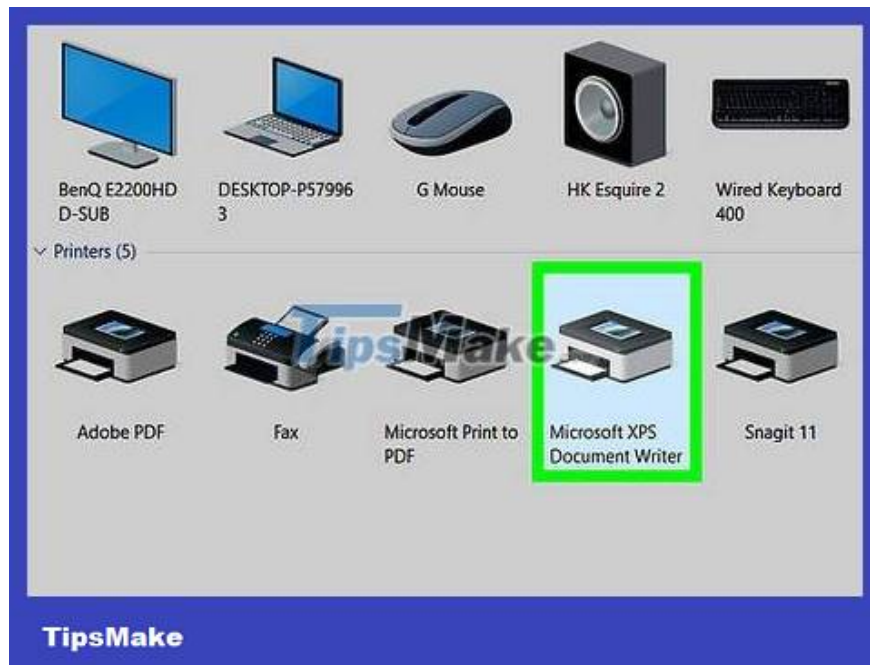 BenQ E2200HD
D-SUB
DESKTOP-P57996
3
G Mouse
HK Esquire 2
Wired Keyboard
400
Printers (5)
TipsMake
Adobe PDF
Fax
Microsoft Print to
PDF
Microsoft XPS
Document Writer
Snagit 11
TipsMake